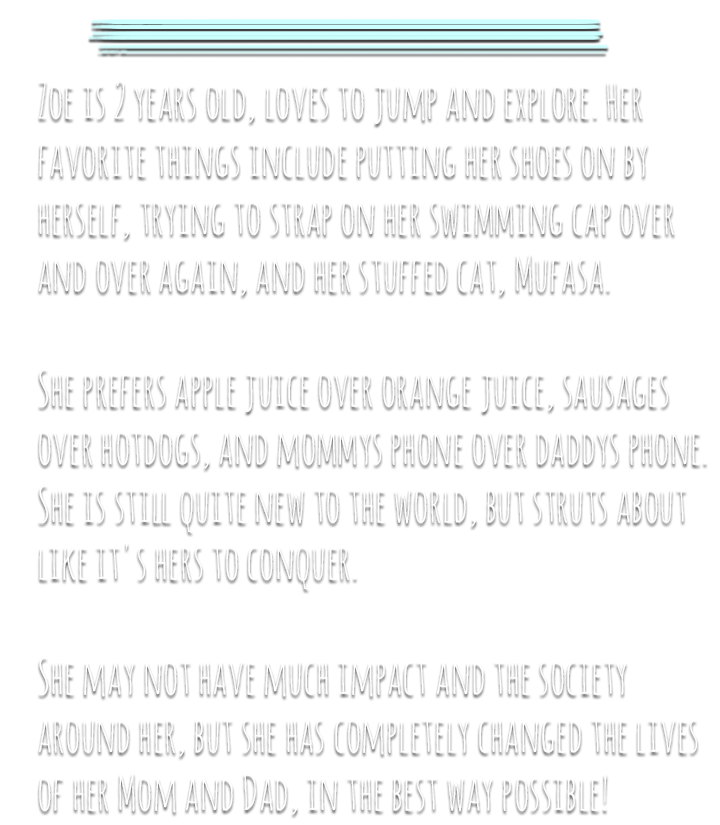 Zoe is 2 years old, loves to jump and explore. Her
favorite things include putting her shoes on by
herself, trying to strap on her swimming cap over
and over again, and her stuffed cat, Mufasa.
She prefers apple juice over orange juice, sausages
over hotdogs, and mommys phone over daddys phone.
She is still quite new to the world, but struts about
like it's hers to conquer.
She may not have much impact and the society
around her, but she has completely changed the lives
of her Mom and Dad, in the best way possible!